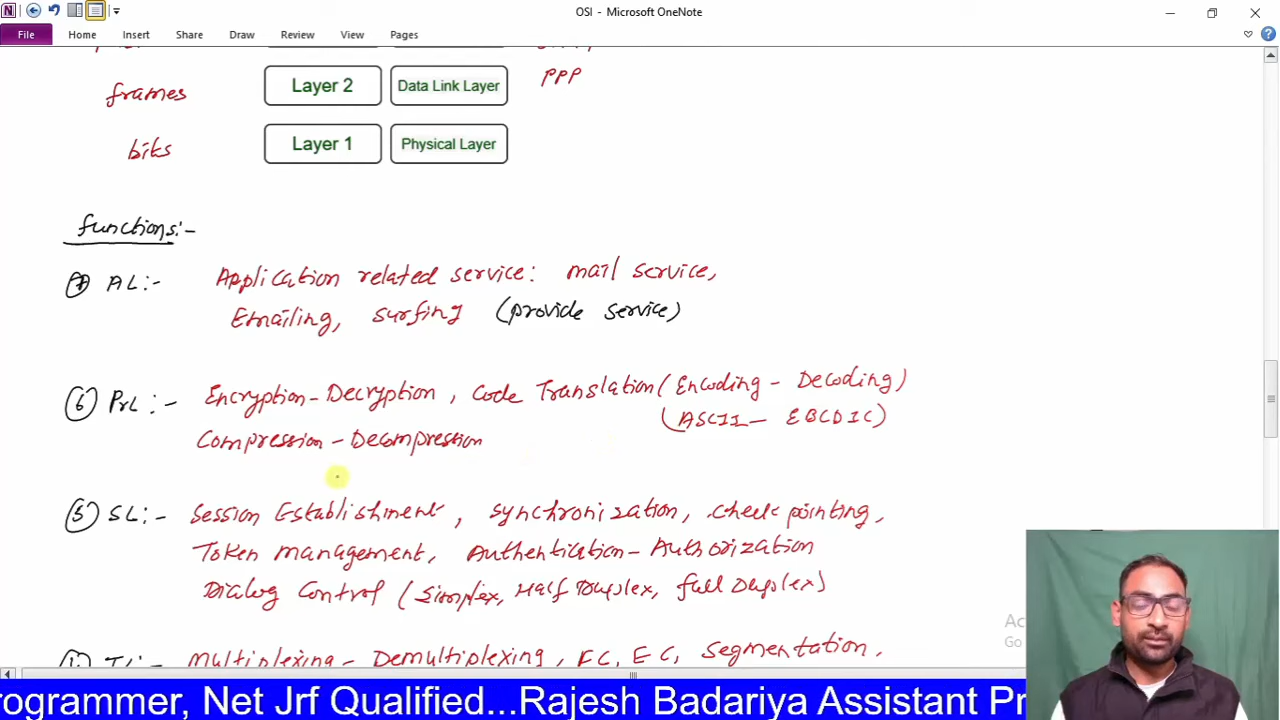 OSI - Microsoft OneNote
File Home Insert Share Draw Review View Pages
frames Layer 2 Data Link Layer PPP
bits Layer 1 Physical Layer
functions:-
⑦ AL:- Application related service: mail service,
Emailing, surfing (provide service)
⑥ PrL:- Encryption-Decryption, Code Translation (Encoding - Decoding)
(ASCII - EBCDIC)
Compression - Decompression
⑤ SL:- Session Establishment, synchronization, check pointing,
Token management, Authentication - Authorization
Dialog Control (simplex, Half Duplex, full Duplex)
Multiplexing - Demultiplexing, FC, EC, Segmentation,
Go
rogrammer, Net Jrf Qualified...Rajesh Badariya Assistant Pr